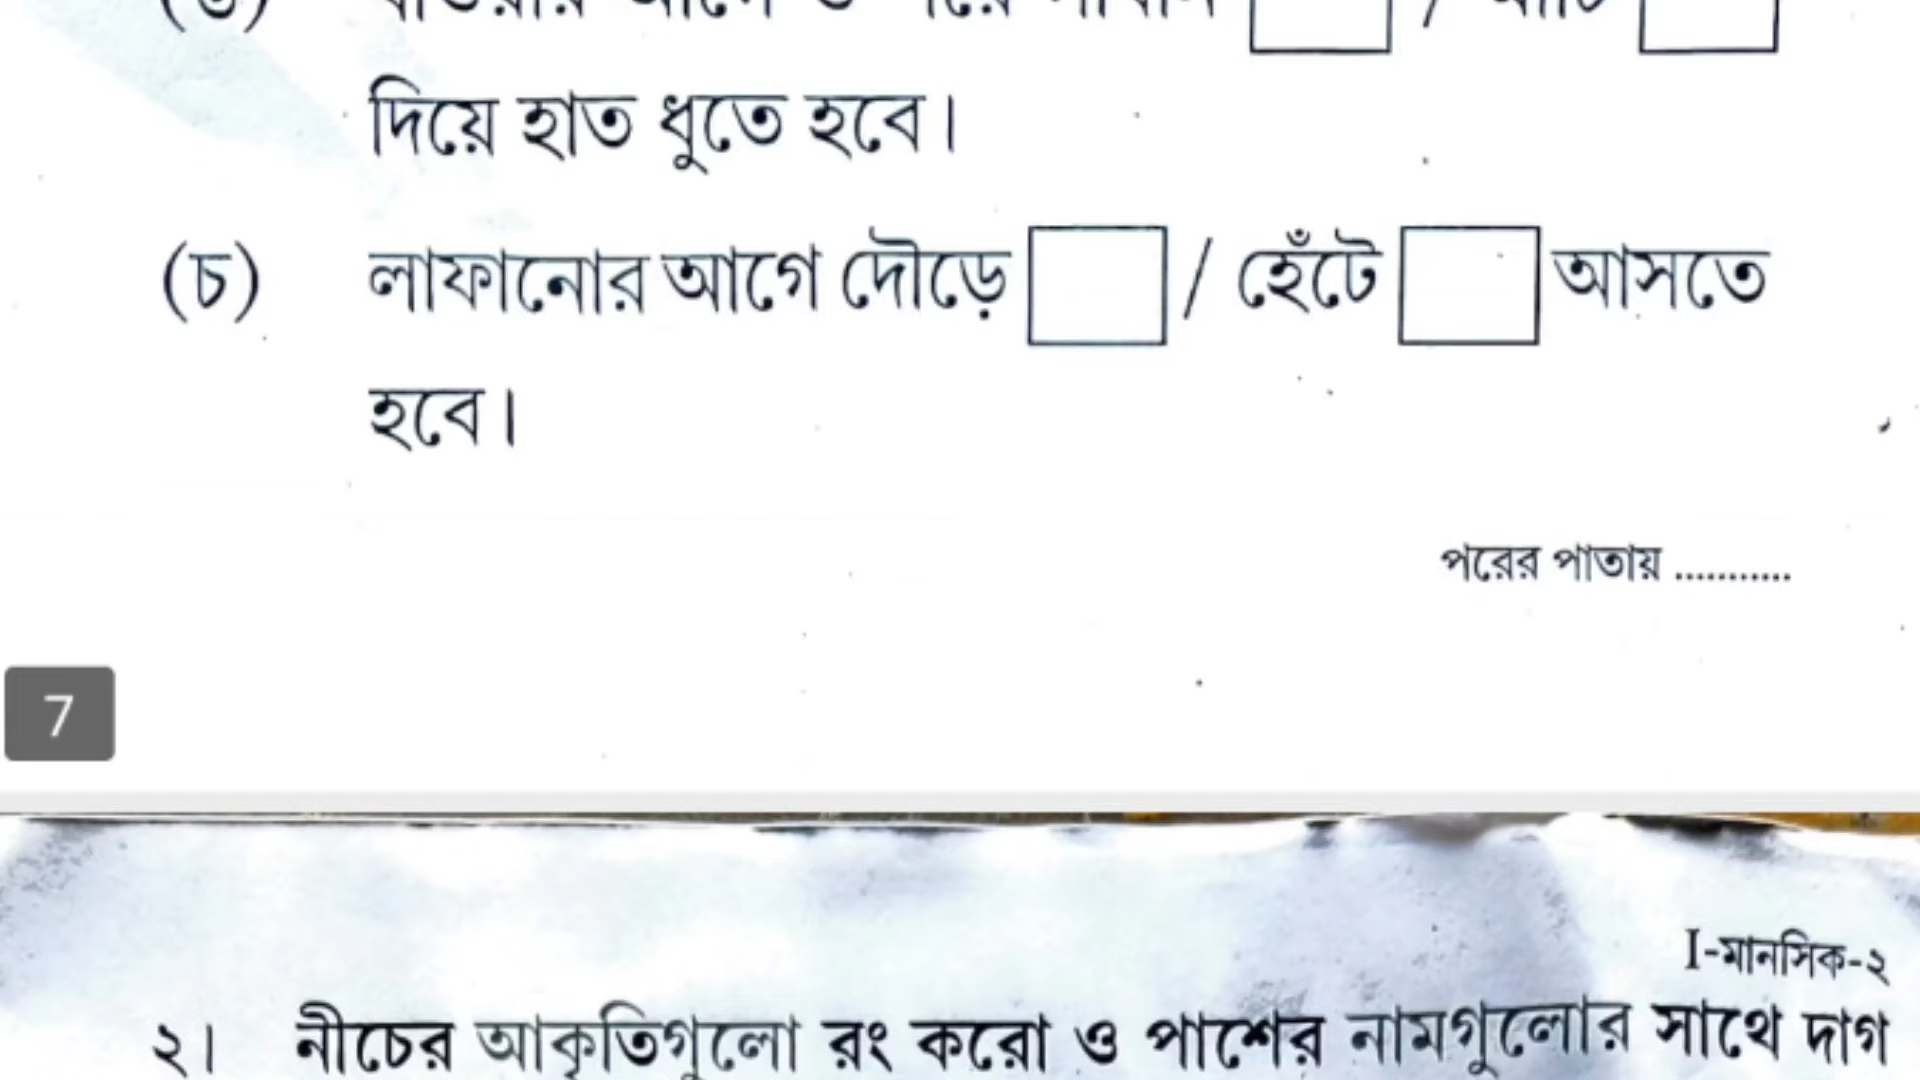 দিয়ে হাত ধুতে হবে।
(চ) লাফানোর আগে দৌড়ে / হেঁটে আসতে
হবে।
পরের পাতায় ...........
7
I-মানসিক-২
২। নীচের আকৃতিগুলো রং করো ও পাশের নামগুলোর সাথে দাগ